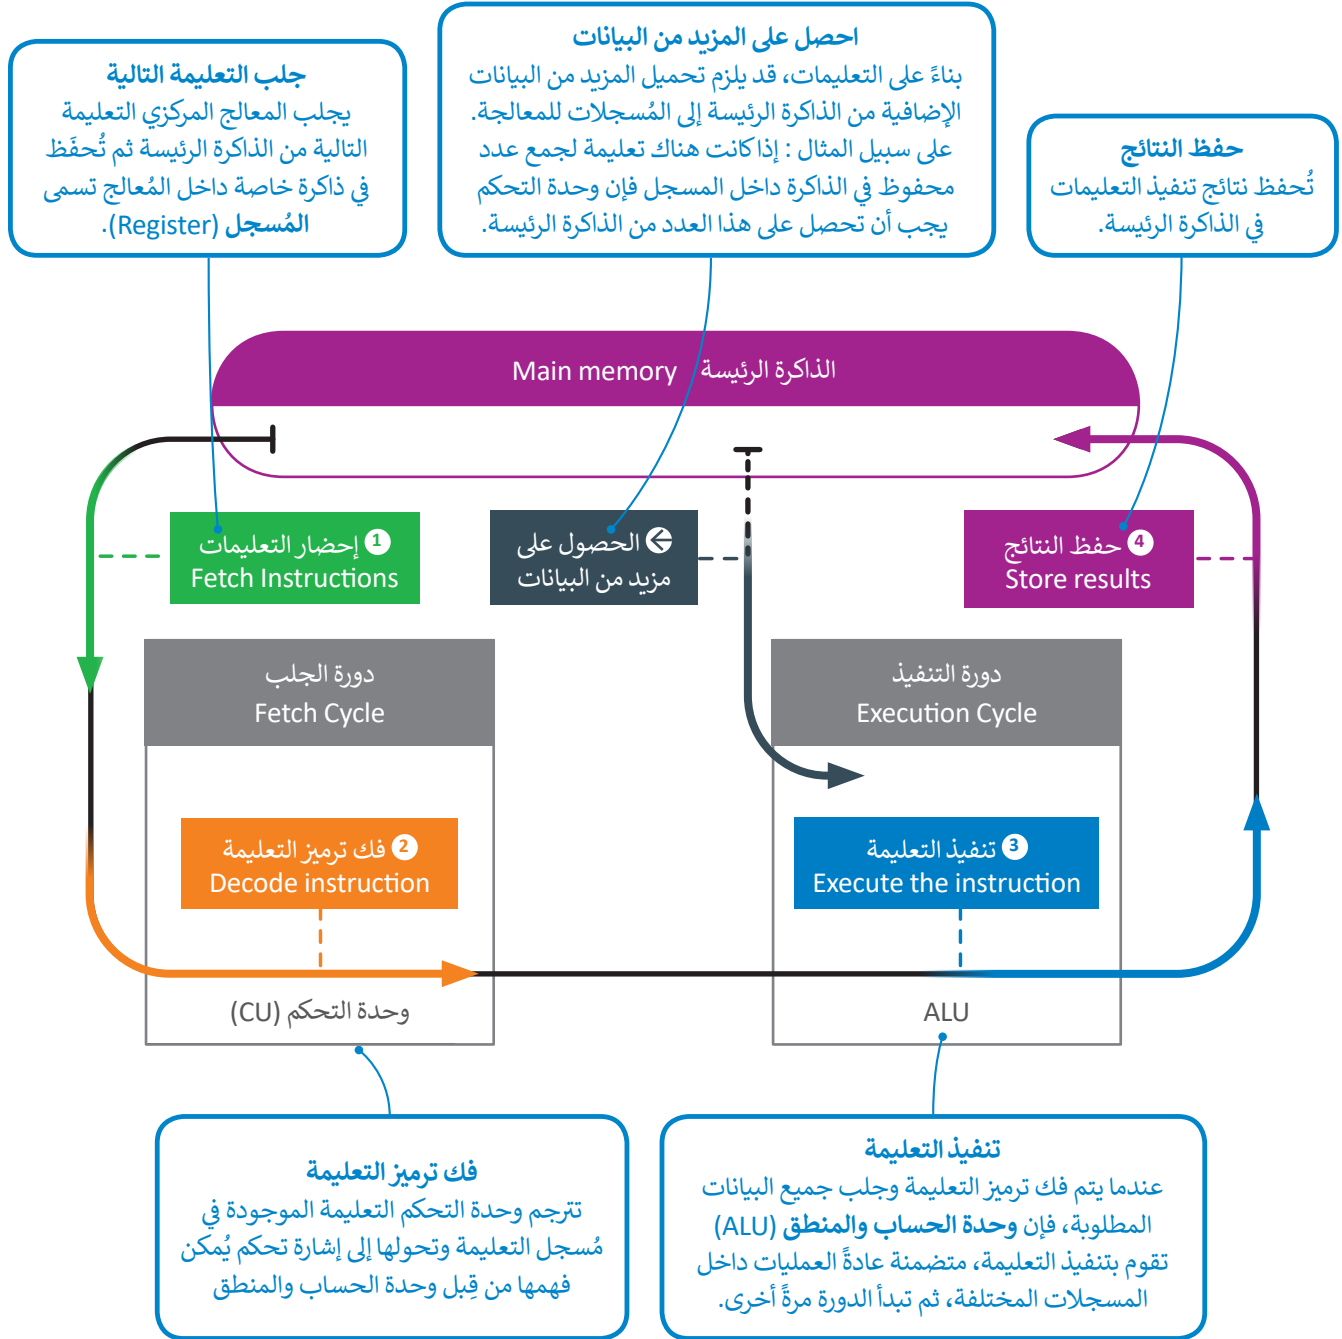 جلب التعليمة التالية
يجلب المعالج المركزي التعليمة
التالية من الذاكرة الرئيسة ثم تُحفَظ
في ذاكرة خاصة داخل المُعالج تسمى
المُسجل (Register).
احصل على المزيد من البيانات
بناءً على التعليمات، قد يلزم تحميل المزيد من البيانات
الإضافية من الذاكرة الرئيسة إلى المُسجلات للمعالجة.
على سبيل المثال : إذا كانت هناك تعليمة لجمع عدد
محفوظ في الذاكرة داخل المسجل فإن وحدة التحكم
يجب أن تحصل على هذا العدد من الذاكرة الرئيسة.
حفظ النتائج
تُحفظ نتائج تنفيذ التعليمات
في الذاكرة الرئيسة.
الذاكرة الرئيسة Main memory
1 إحضار التعليمات
Fetch Instructions
الحصول على
مزيد من البيانات
4 حفظ النتائج
Store results
دورة الجلب
Fetch Cycle
دورة التنفيذ
Execution Cycle
2 فك ترميز التعليمة
Decode instruction
3 تنفيذ التعليمة
Execute the instruction
وحدة التحكم (CU)
ALU
فك ترميز التعليمة
تترجم وحدة التحكم التعليمة الموجودة في
مُسجل التعليمة وتحولها إلى إشارة تحكم يُمكن
فهمها من قِبل وحدة الحساب والمنطق
تنفيذ التعليمة
عندما يتم فك ترميز التعليمة وجلب جميع البيانات
المطلوبة، فإن وحدة الحساب والمنطق (ALU)
تقوم بتنفيذ التعليمة، متضمنة عادةً العمليات داخل
المسجلات المختلفة، ثم تبدأ الدورة مرةً أخرى.